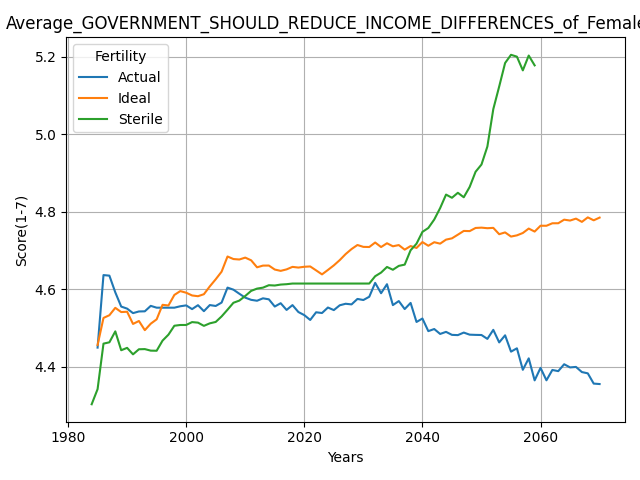 Average_GOVERNMENT_SHOULD_REDUCE_INCOME_DIFFERENCES_of_Female
Fertility
Actual
Ideal
Sterile
Score(1-7)
5.2
5.0
4.8
4.6
4.4
1980
2000
2020
2040
2060
Years